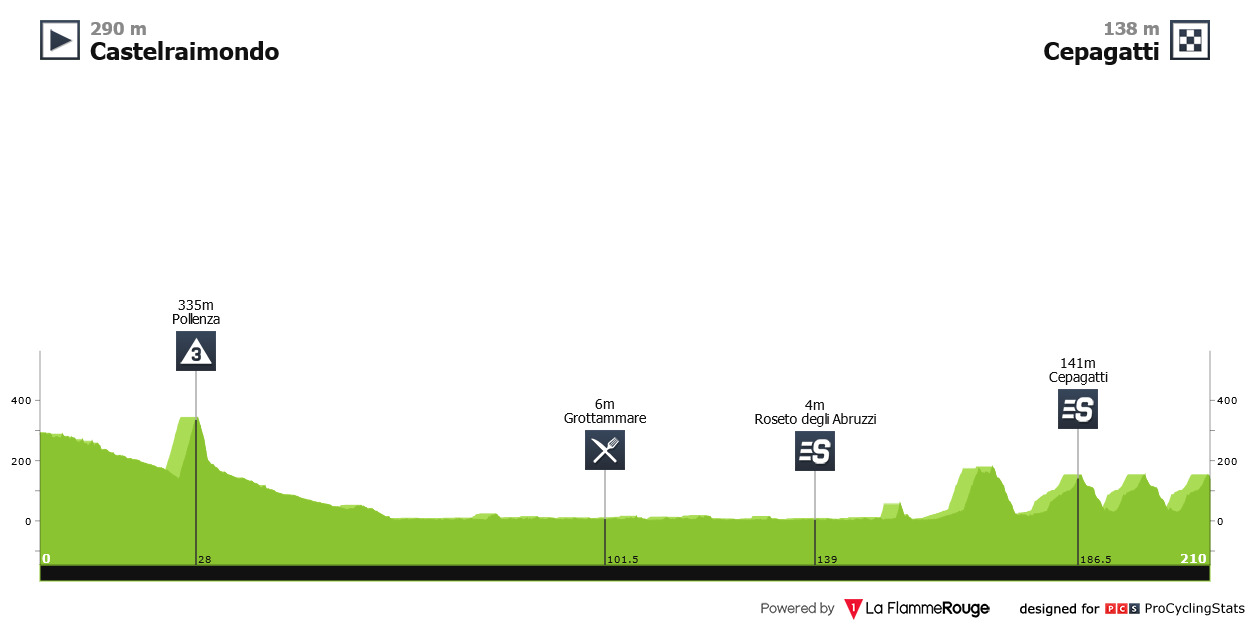 290 m
Castelraimondo
138 m
Cepagatti
335m
Pollenza
3
6m
Grottammare
4m
Roseto degli Abruzzi
S
141m
Cepagatti
S
400
200
0
400
200
0
0
28
101.5
139
186.5
210
Powered by 1 La FlammeRouge
designed for PCS ProCyclingStats